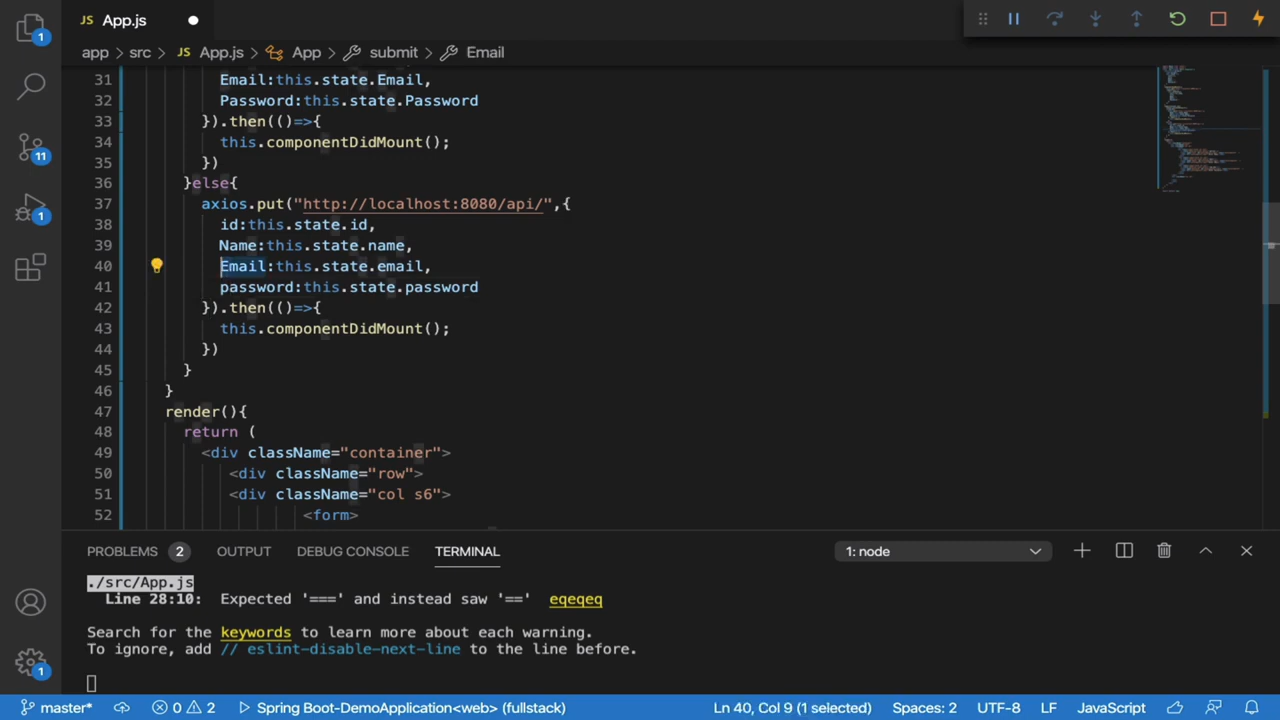 JS App.js
1
app > src > JS App.js > App > submit > Email
31 Email:this.state.Email,
32 Password:this.state.Password
33 }).then(()=>{
34 this.componentDidMount();
35 })
36 }else{
37 axios.put("http://localhost:8080/api/",{
38 id:this.state.id,
39 Name:this.state.name,
40 Email:this.state.email,
41 password:this.state.password
42 }).then(()=>{
43 this.componentDidMount();
44 })
45 }
46 }
47 render(){
48 return (
49 <div className="container">
50 <div className="row">
51 <div className="col s6">
52 <form>
11
1
PROBLEMS 2 OUTPUT DEBUG CONSOLE TERMINAL 1: node
./src/App.js
Line 28:10: Expected '===' and instead saw '==' eqeqeq
Search for the keywords to learn more about each warning.
To ignore, add // eslint-disable-next-line to the line before.
1
master* 0 2 Spring Boot-DemoApplication<web> (fullstack) Ln 40, Col 9 (1 selected) Spaces: 2 UTF-8 LF JavaScript